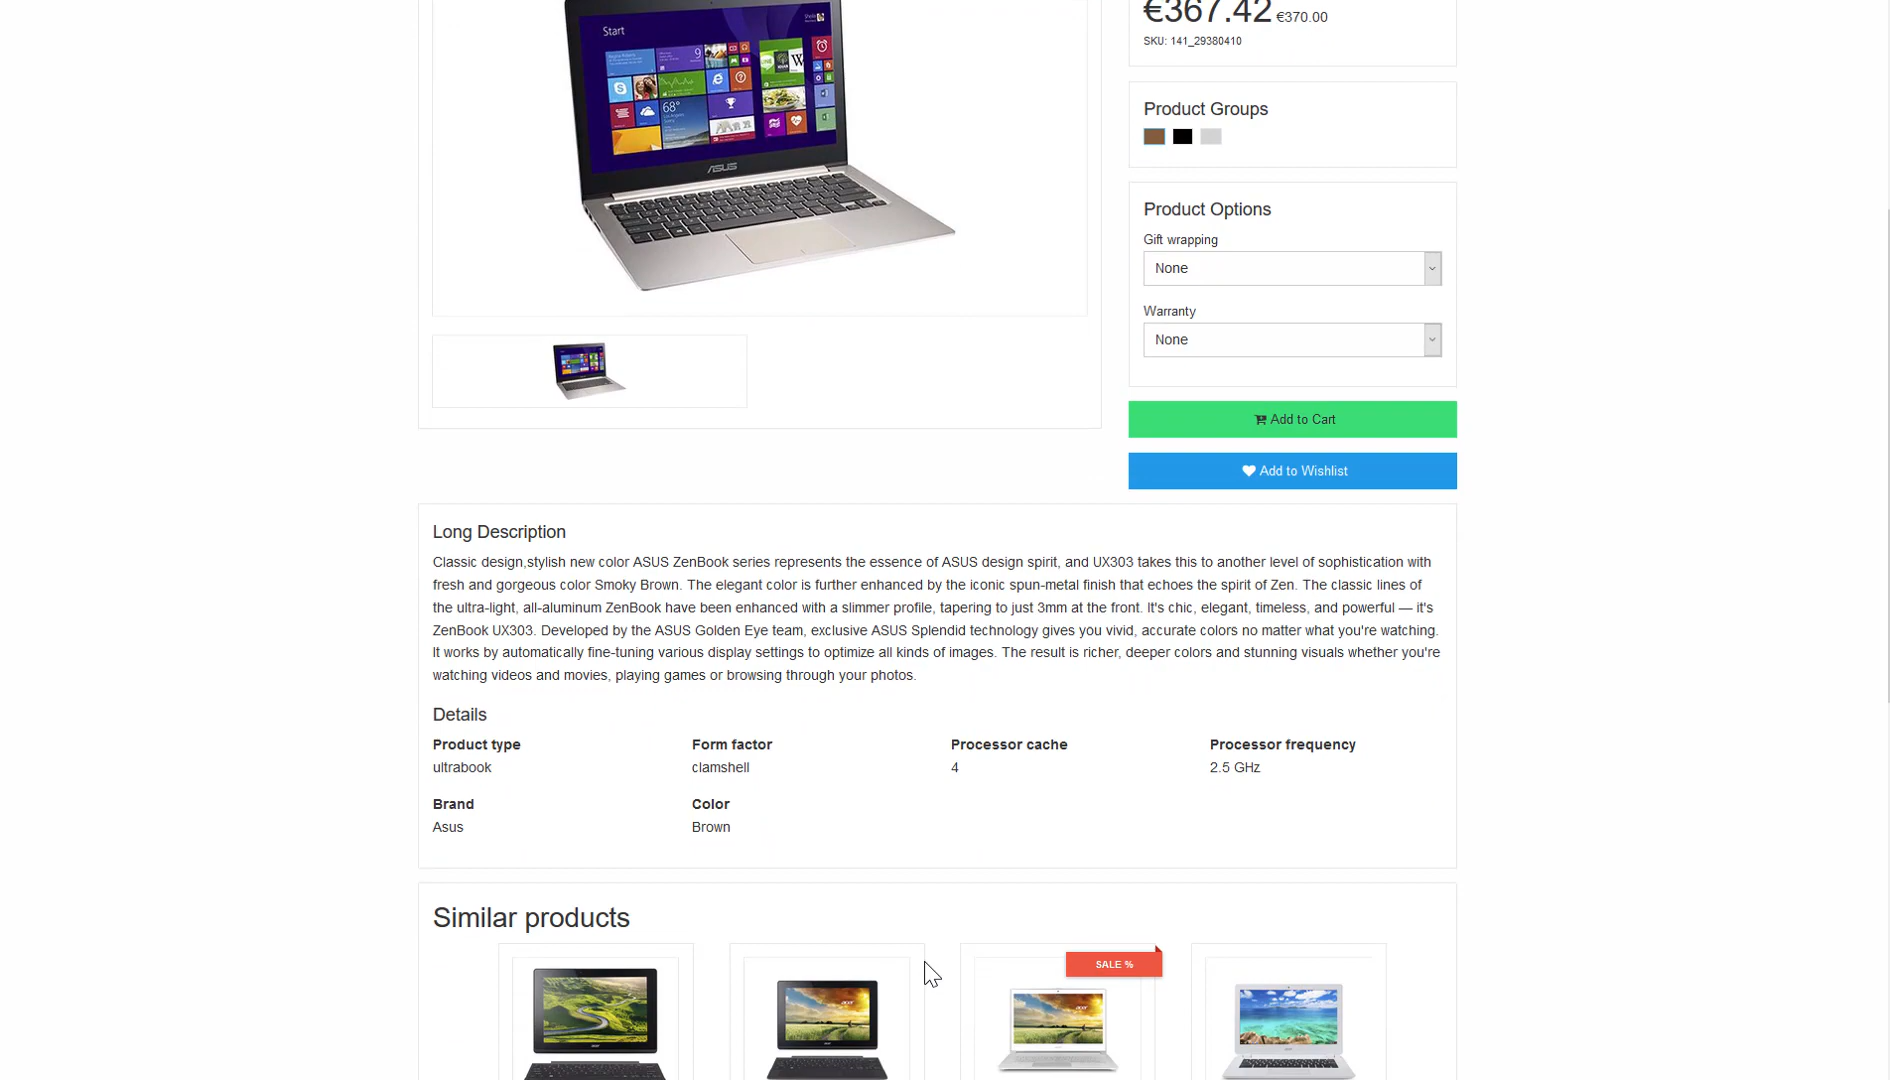 €367.42 €370.00
SKU: 141_29380410
Product Groups
Product Options
Gift wrapping
None
Warranty
None
Add to Cart
Add to Wishlist
Start
68°
ASUS
Long Description
Classic design,stylish new color ASUS ZenBook series represents the essence of ASUS design spirit, and UX303 takes this to another level of sophistication with
fresh and gorgeous color Smoky Brown. The elegant color is further enhanced by the iconic spun-metal finish that echoes the spirit of Zen. The classic lines of
the ultra-light, all-aluminum ZenBook have been enhanced with a slimmer profile, tapering to just 3mm at the front. It's chic, elegant, timeless, and powerful — it's
ZenBook UX303. Developed by the ASUS Golden Eye team, exclusive ASUS Splendid technology gives you vivid, accurate colors no matter what you're watching.
It works by automatically fine-tuning various display settings to optimize all kinds of images. The result is richer, deeper colors and stunning visuals whether you're
watching videos and movies, playing games or browsing through your photos.
Details
Product type
Form factor
Processor cache
Processor frequency
ultrabook
clamshell
4
2.5 GHz
Brand
Color
Asus
Brown
Similar products
SALE %